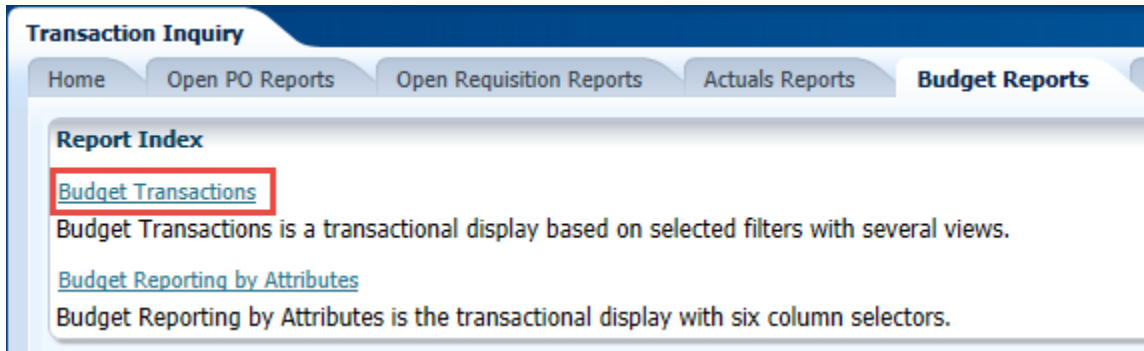 Transaction Inquiry
Home Open PO Reports Open Requisition Reports Actuals Reports Budget Reports
Report Index
Budget Transactions
Budget Transactions is a transactional display based on selected filters with several views.
Budget Reporting by Attributes
Budget Reporting by Attributes is the transactional display with six column selectors.